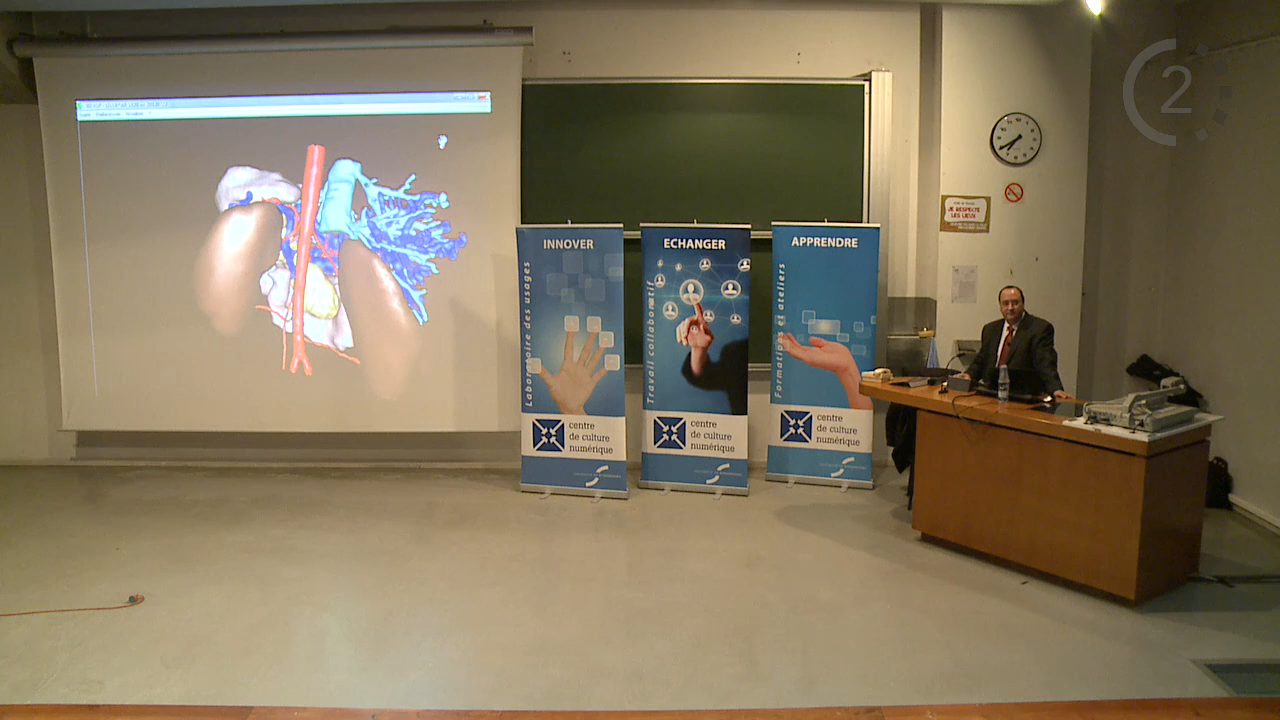 2
INNOVER
Laboratoire des usages
centre
de culture
numérique
ECHANGER
Travail collaboratif
centre
de culture
numérique
APPRENDRE
Formations et ateliers
centre
de culture
numérique
JE RESPECTE
LES LIEUX